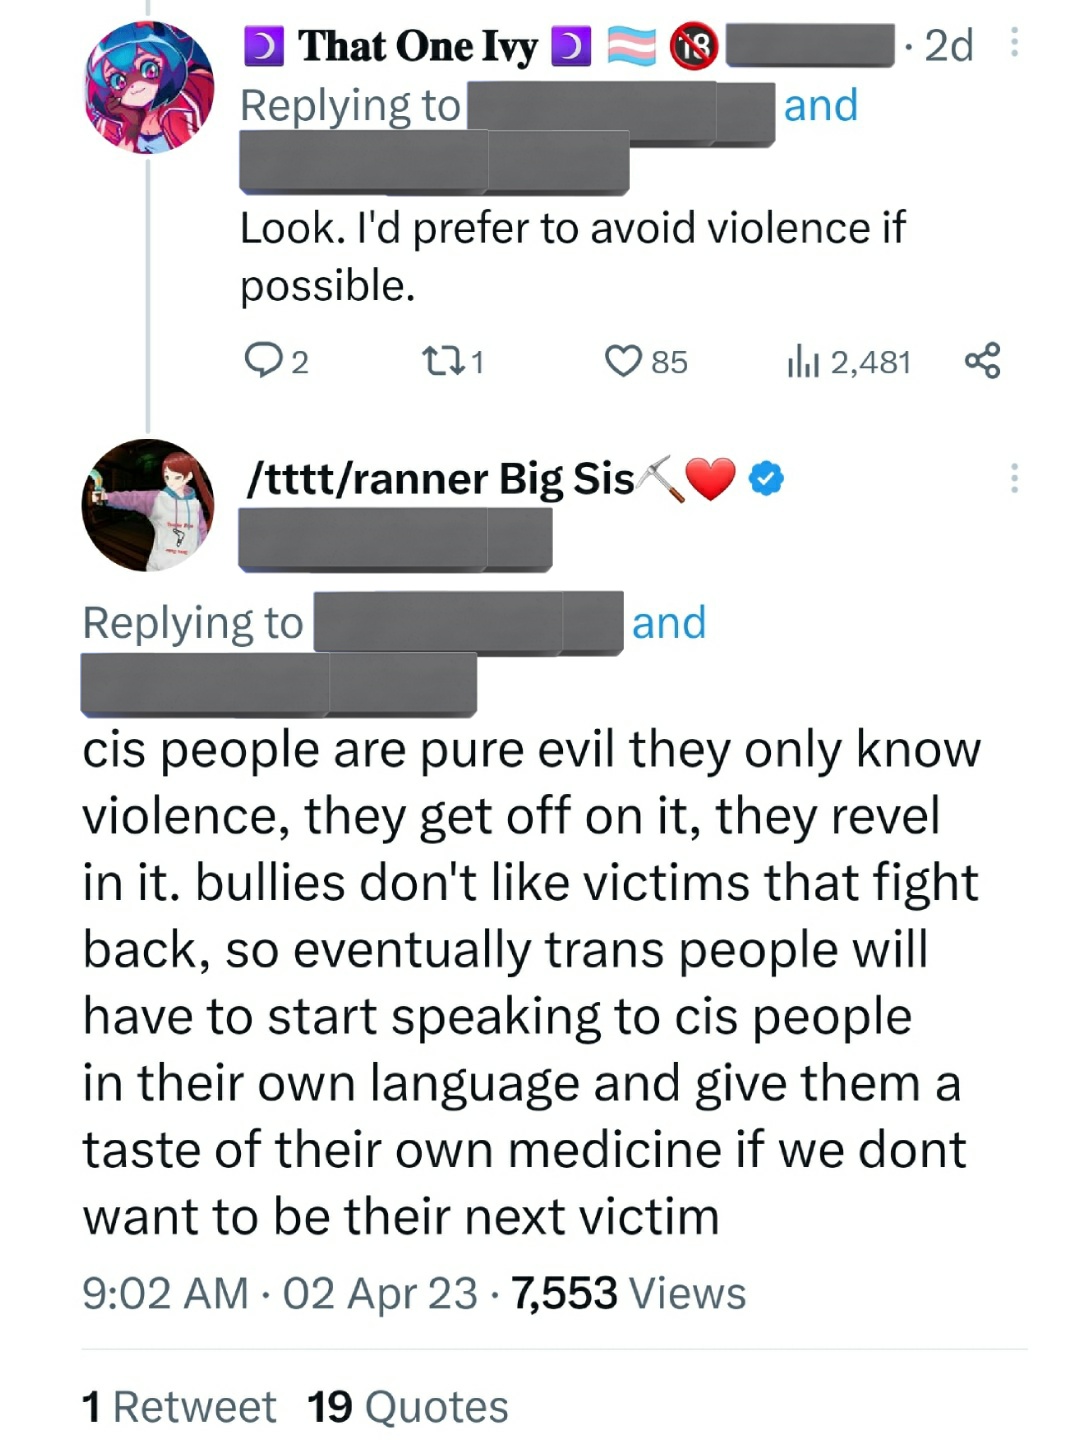 That One Ivy 18 · 2d
Replying to and
Look. I'd prefer to avoid violence if
possible.
2 1 85 2,481
/tttt/ranner Big Sis
Replying to and
cis people are pure evil they only know
violence, they get off on it, they revel
in it. bullies don't like victims that fight
back, so eventually trans people will
have to start speaking to cis people
in their own language and give them a
taste of their own medicine if we dont
want to be their next victim
9:02 AM · 02 Apr 23 · 7,553 Views
1 Retweet 19 Quotes